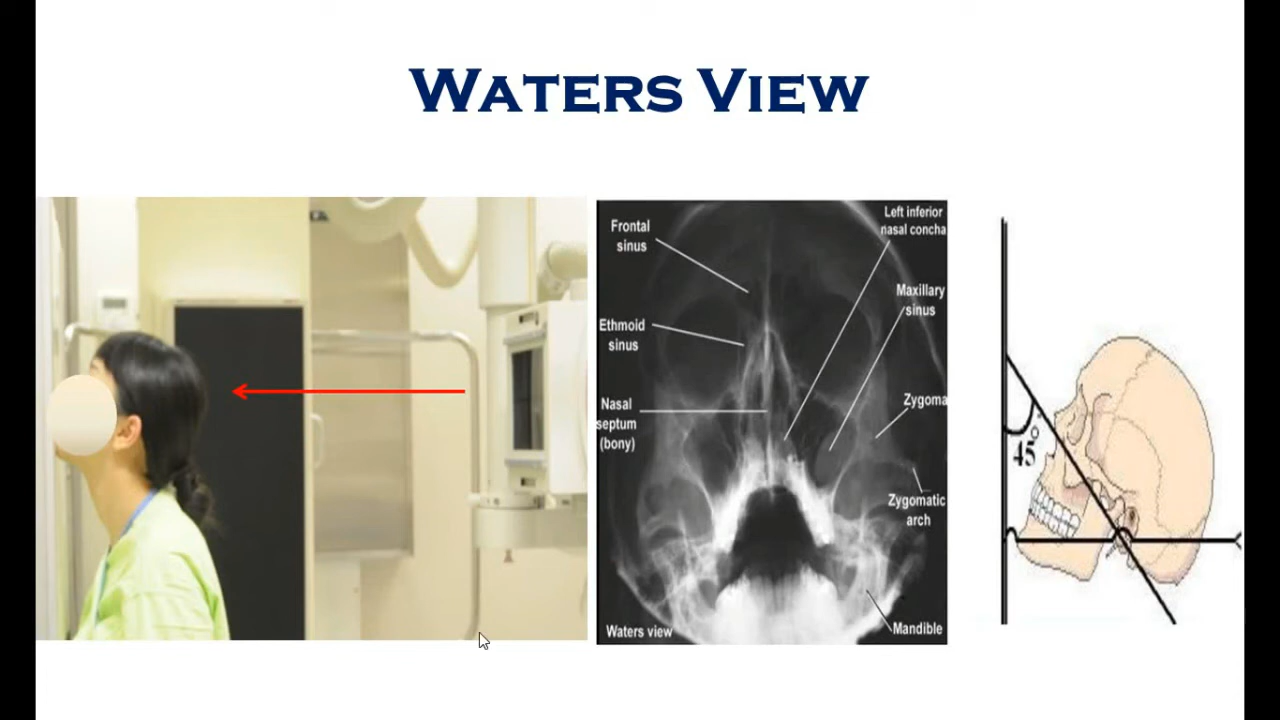 WATERS VIEW
Frontal
sinus
Ethmoid
sinus
Nasal
septum
(bony)
Waters view
Left inferior
nasal concha
Maxillary
sinus
Zygoma
Zygomatic
arch
Mandible
45°